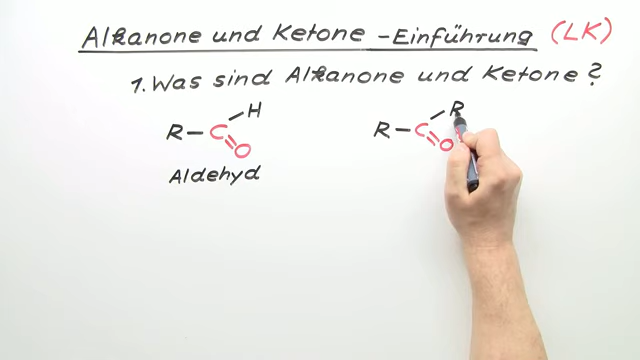 Alkanone und Ketone – Einführung (LK)
1. Was sind Alkanone und Ketone?
H R
R – C R – C
O O
Aldehyd